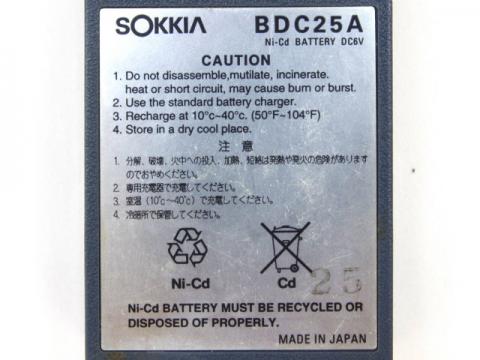 SOKKIA BDC25A
Ni-Cd BATTERY DC6V
CAUTION
1. Do not disassemble,mutilate, incinerate.
heat or short circuit, may cause bum or burst.
2. Use the standard battery charger.
3. Recharge at 10°c~40°c. (50°F~104°F)
4. Store in a dry cool place.
注 意
1. 分解、破壊、火中への投入、加熱、短絡は発熱や発火の危険があります
のでおやめください。
2. 専用充電器で充電してください。
3. 室温(10℃~40℃)で充電してください。
4. 冷暗所で保管してください。
Ni-Cd Cd 25
Ni-Cd BATTERY MUST BE RECYCLED OR
DISPOSED OF PROPERLY.
MADE IN JAPAN